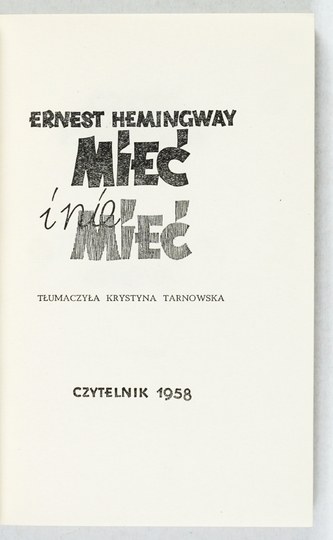 ERNEST HEMINGWAY
MIEĆ
i nie
MIEĆ
TŁUMACZYŁA KRYSTYNA TARNOWSKA
CZYTELNIK 1958